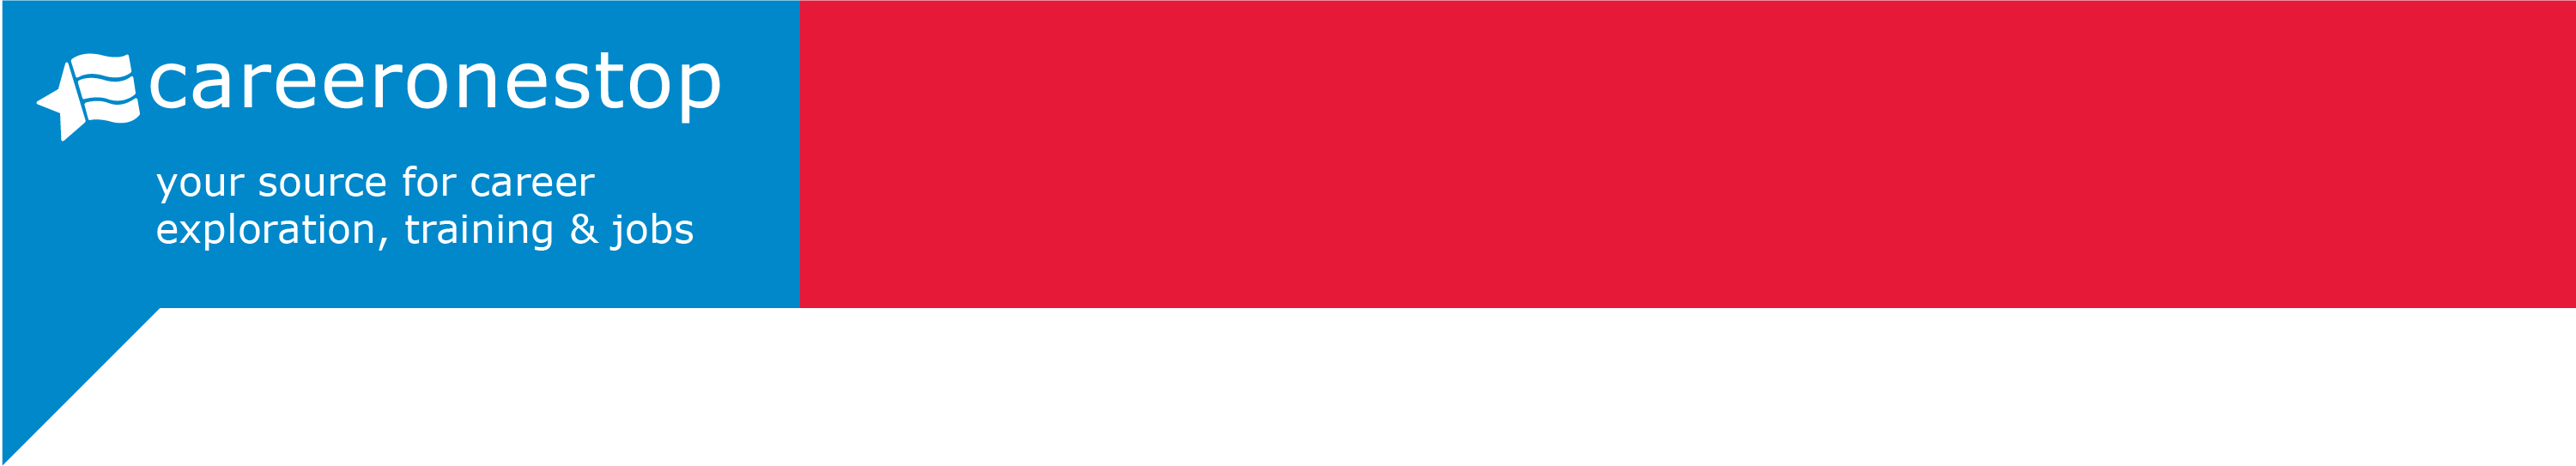 careeronestop
your source for career
exploration, training & jobs